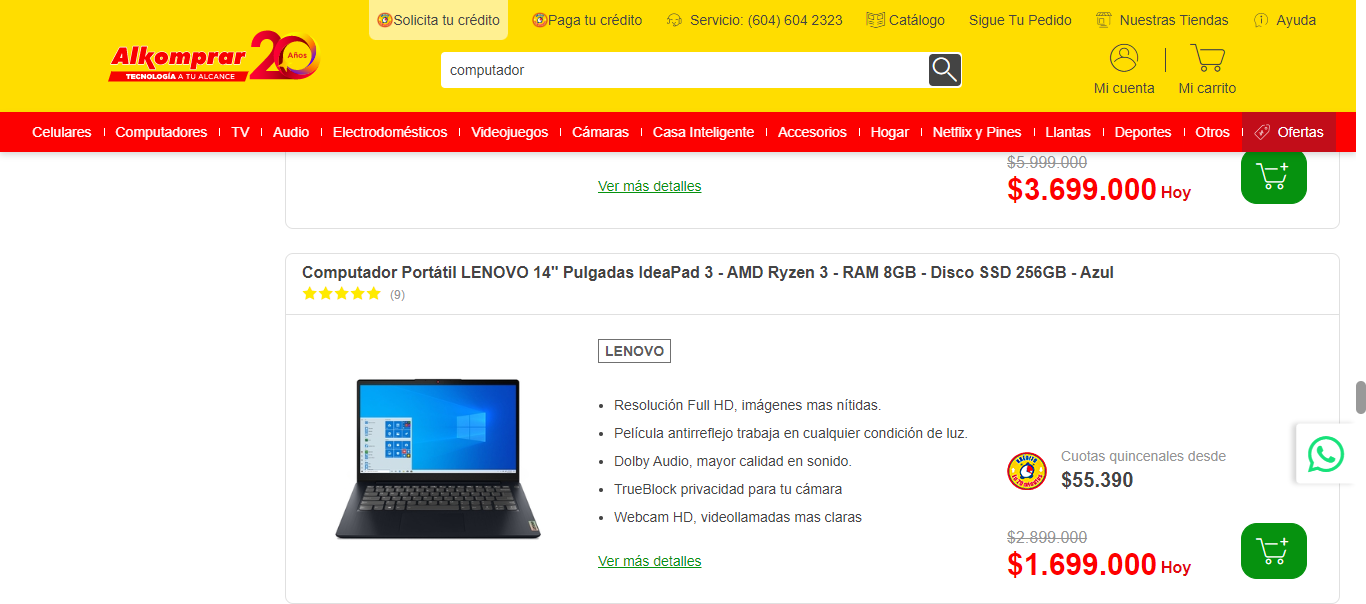 Solicita tu crédito
Paga tu crédito
Servicio: (604) 604 2323
Catálogo
Sigue Tu Pedido
Nuestras Tiendas
Ayuda
Alkomprar 20 Años
TECNOLOGÍA A TU ALCANCE
computador
Mi cuenta
Mi carrito
Celulares
Computadores
TV
Audio
Electrodomésticos
Videojuegos
Cámaras
Casa Inteligente
Accesorios
Hogar
Netflix y Pines
Llantas
Deportes
Otros
Ofertas
$5.999.000
Ver más detalles
$3.699.000 Hoy
Computador Portátil LENOVO 14" Pulgadas IdeaPad 3 - AMD Ryzen 3 - RAM 8GB - Disco SSD 256GB - Azul
(9)
LENOVO
• Resolución Full HD, imágenes mas nítidas.
• Película antirreflejo trabaja en cualquier condición de luz.
• Dolby Audio, mayor calidad en sonido.
• TrueBlock privacidad para tu cámara
• Webcam HD, videollamadas mas claras
Ver más detalles
Cuotas quincenales desde
$55.390
$2.899.000
$1.699.000 Hoy